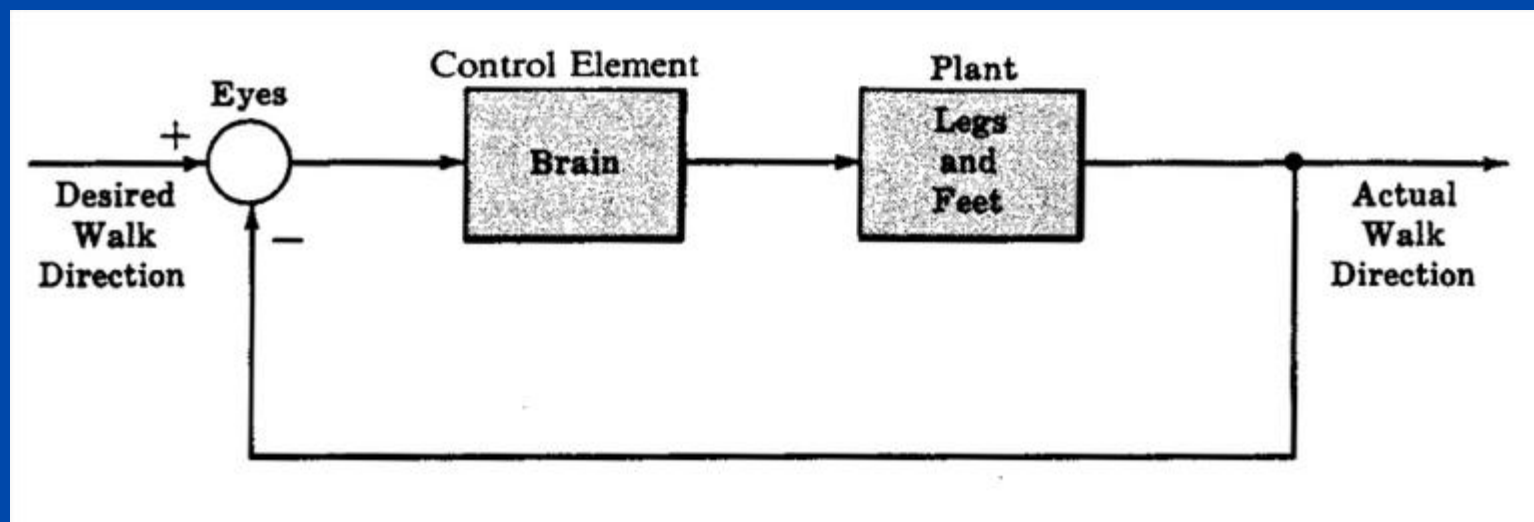 Control Element
Plant
Eyes
+
Brain
Legs
and
Feet
Desired
Walk
Direction
−
Actual
Walk
Direction